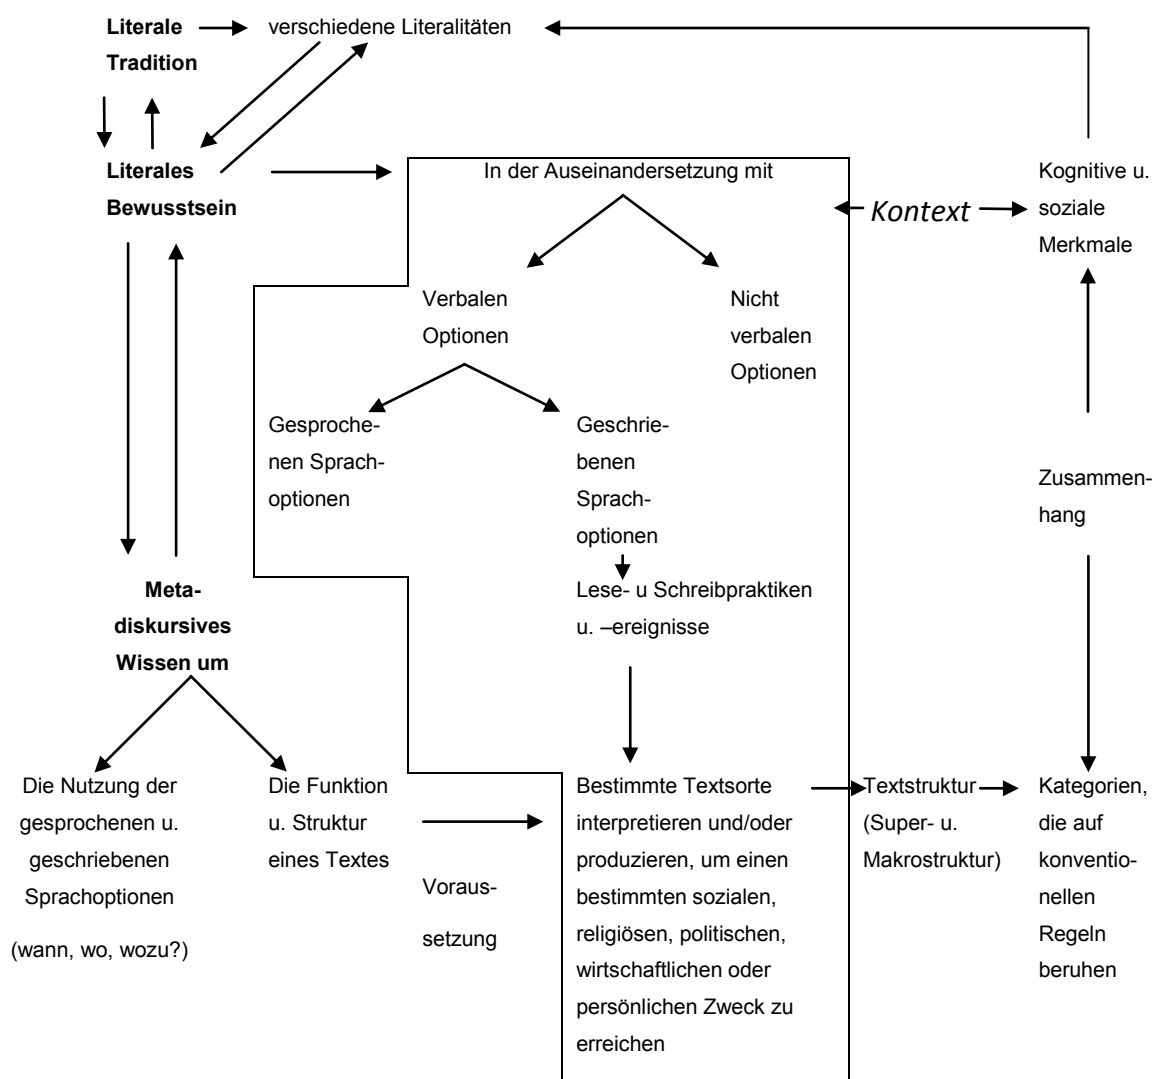 Literale
Tradition
verschiedene Literalitäten
Literales
Bewusstsein
In der Auseinandersetzung mit
Kontext
Kognitive u.
soziale
Merkmale
Verbalen
Optionen
Nicht
verbalen
Optionen
Gesproche-
nen Sprach-
optionen
Geschrie-
benen
Sprach-
optionen
Zusammen-
hang
Lese- u Schreibpraktiken
u. –ereignisse
Meta-
diskursives
Wissen um
Die Nutzung der
gesprochenen u.
geschriebenen
Sprachoptionen
(wann, wo, wozu?)
Die Funktion
u. Struktur
eines Textes
Voraus-
setzung
Bestimmte Textsorte
interpretieren und/oder
produzieren, um einen
bestimmten sozialen,
religiösen, politischen,
wirtschaftlichen oder
persönlichen Zweck zu
erreichen
Textstruktur
(Super- u.
Makrostruktur)
Kategorien,
die auf
konventio-
nellen
Regeln
beruhen